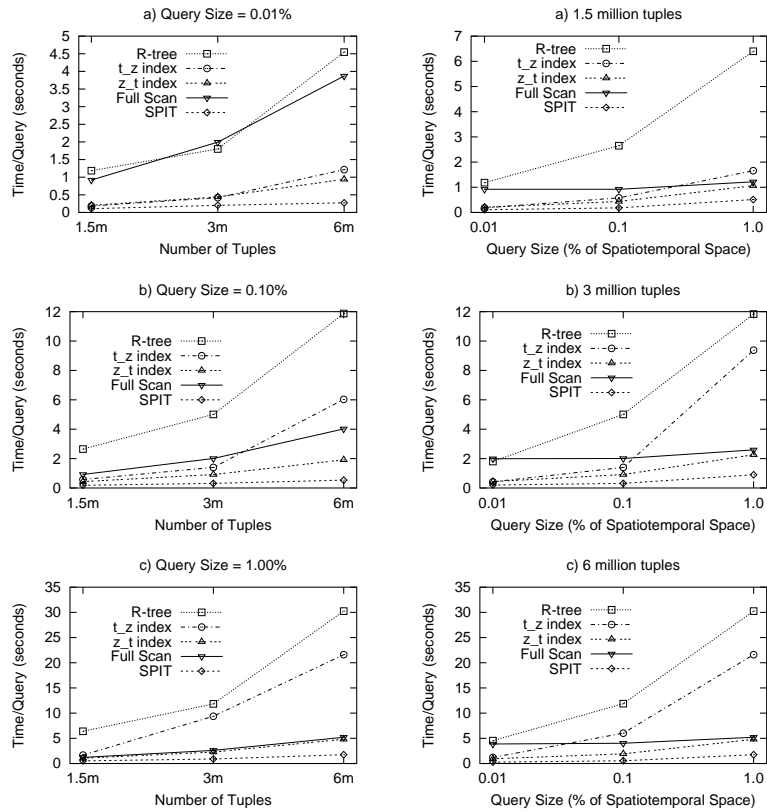 a) Query Size = 0.01%
Time/Query (seconds)
5
4.5
4
3.5
3
2.5
2
1.5
1
0.5
0
R-tree
t_z index
z_t index
Full Scan
SPIT
1.5m 3m 6m
Number of Tuples
a) 1.5 million tuples
Time/Query (seconds)
7
6
5
4
3
2
1
0
R-tree
t_z index
z_t index
Full Scan
SPIT
0.01 0.1 1.0
Query Size (% of Spatiotemporal Space)
b) Query Size = 0.10%
Time/Query (seconds)
12
10
8
6
4
2
0
R-tree
t_z index
z_t index
Full Scan
SPIT
1.5m 3m 6m
Number of Tuples
b) 3 million tuples
Time/Query (seconds)
12
10
8
6
4
2
0
R-tree
t_z index
z_t index
Full Scan
SPIT
0.01 0.1 1.0
Query Size (% of Spatiotemporal Space)
c) Query Size = 1.00%
Time/Query (seconds)
35
30
25
20
15
10
5
0
R-tree
t_z index
z_t index
Full Scan
SPIT
1.5m 3m 6m
Number of Tuples
c) 6 million tuples
Time/Query (seconds)
35
30
25
20
15
10
5
0
R-tree
t_z index
z_t index
Full Scan
SPIT
0.01 0.1 1.0
Query Size (% of Spatiotemporal Space)